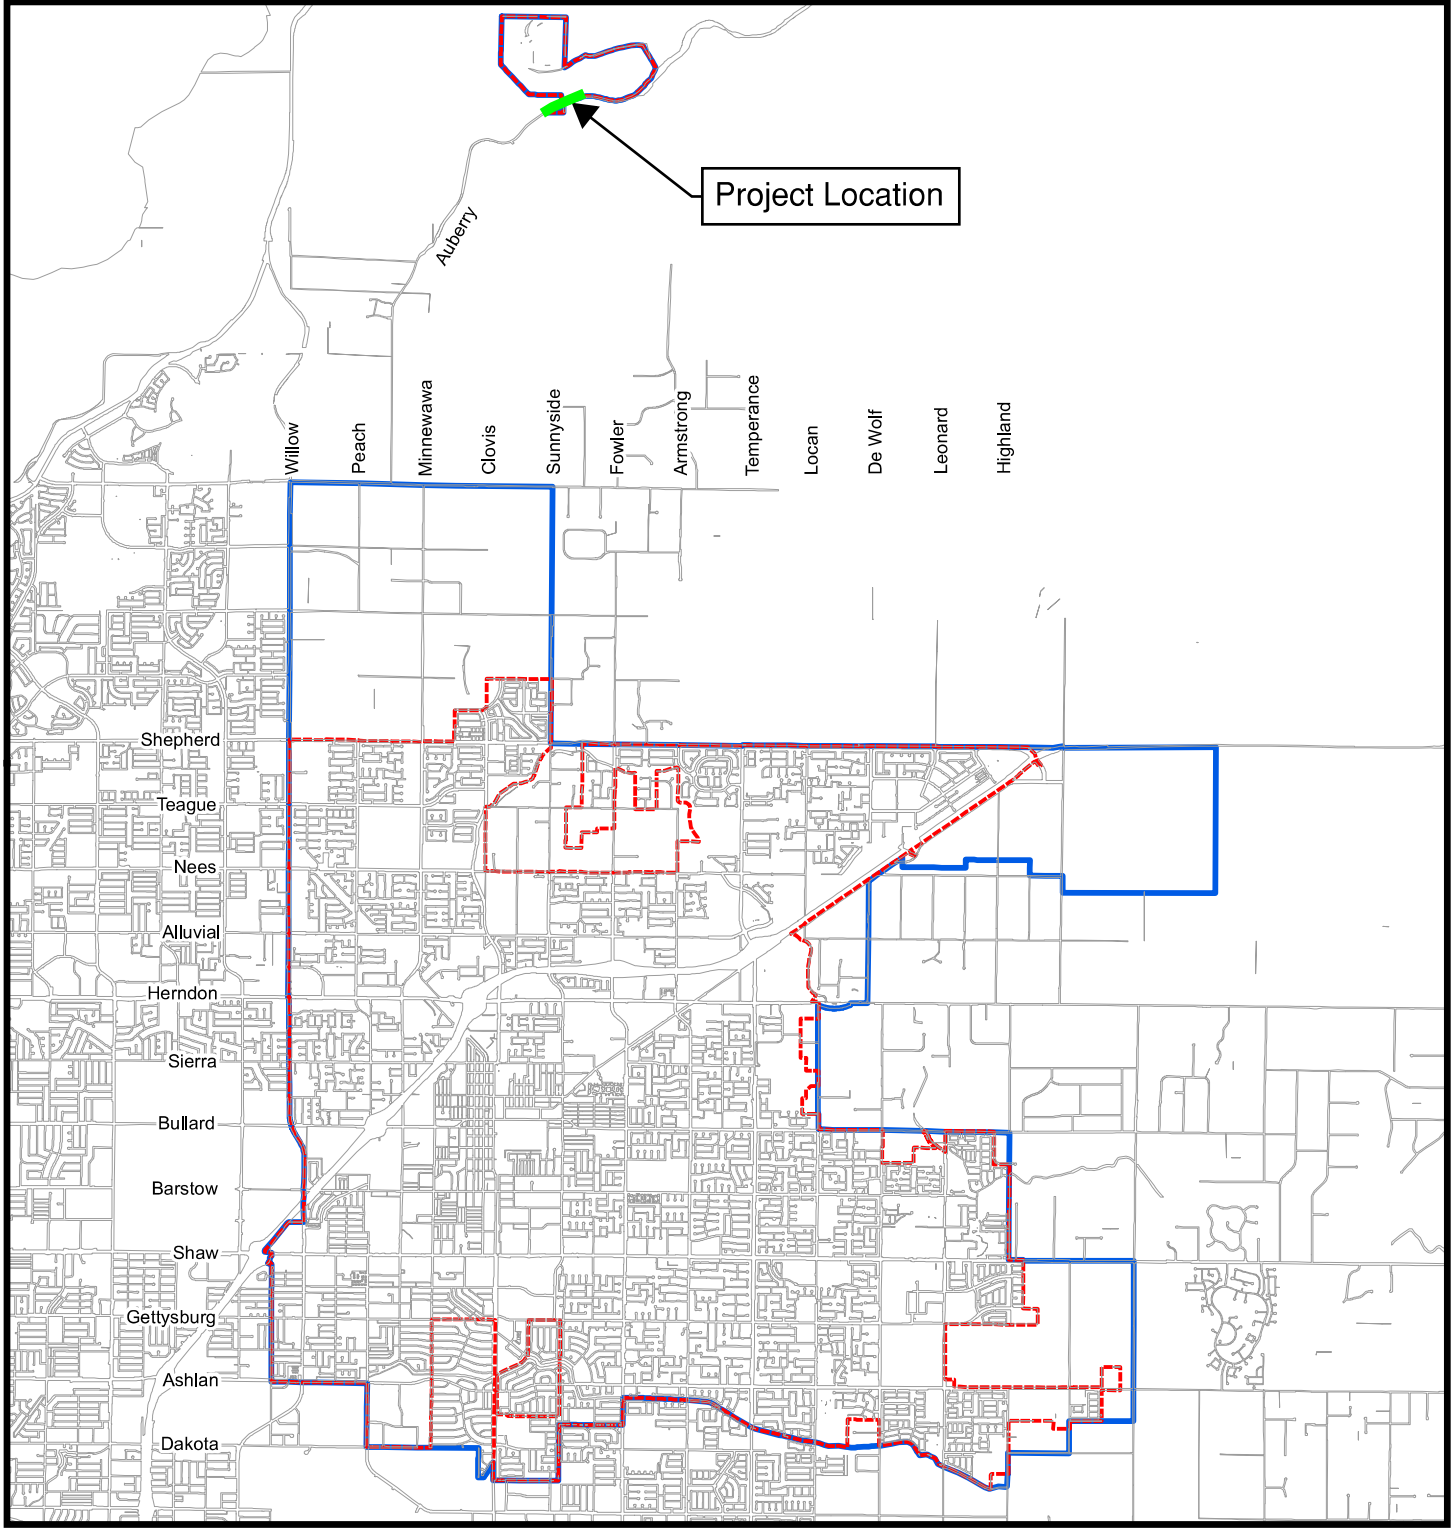 Project Location
Auberry
Willow
Peach
Minnewawa
Clovis
Sunnyside
Fowler
Armstrong
Temperance
Locan
De Wolf
Leonard
Highland
Shepherd
Teague
Nees
Alluvial
Herndon
Sierra
Bullard
Barstow
Shaw
Gettysburg
Ashlan
Dakota